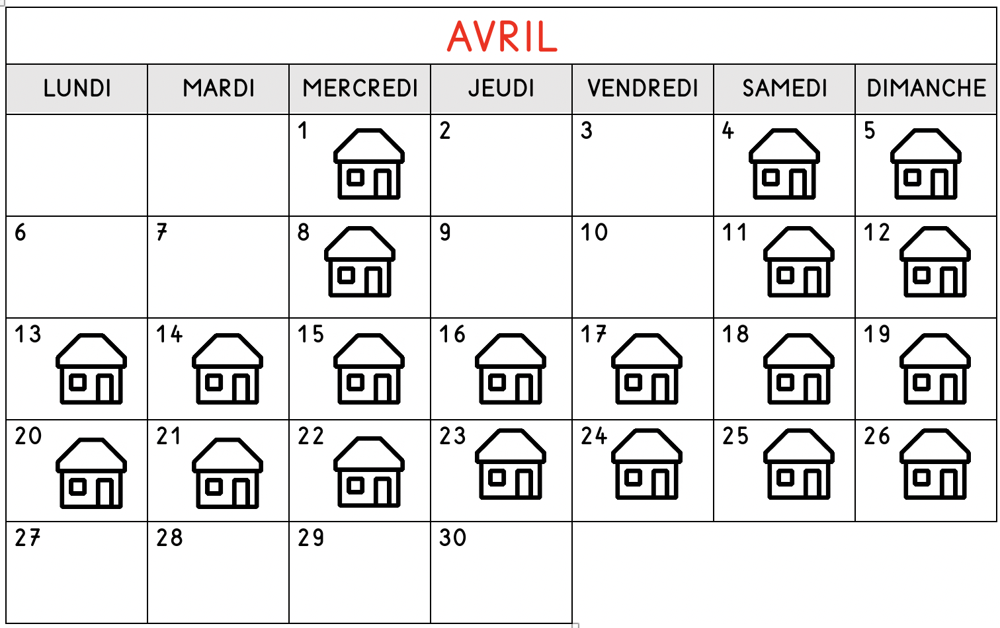 AVRIL
LUNDI MARDI MERCREDI JEUDI VENDREDI SAMEDI DIMANCHE
1 2 3 4 5
6 7 8 9 10 11 12
13 14 15 16 17 18 19
20 21 22 23 24 25 26
27 28 29 30